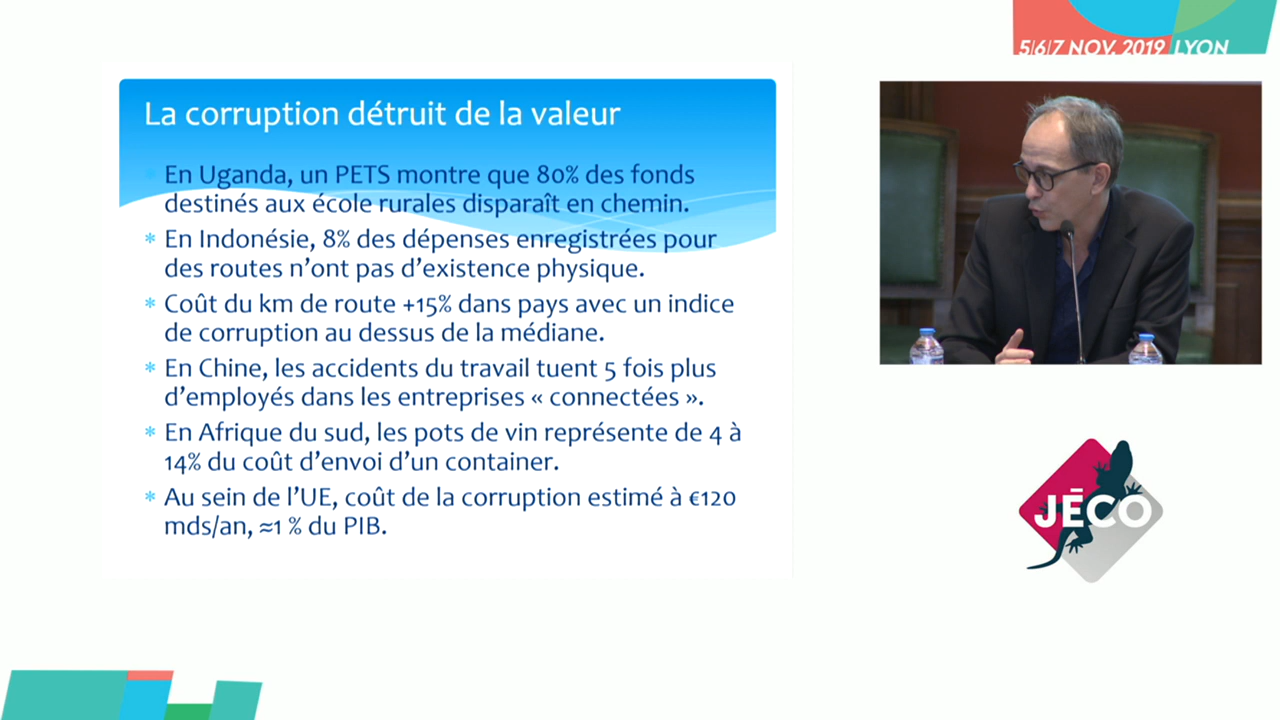 5/6/7 NOV. 2019 LYON
La corruption détruit de la valeur
En Uganda, un PETS montre que 80% des fonds
destinés aux école rurales disparaît en chemin.
* En Indonésie, 8% des dépenses enregistrées pour
des routes n'ont pas d'existence physique.
* Coût du km de route +15% dans pays avec un indice
de corruption au dessus de la médiane.
* En Chine, les accidents du travail tuent 5 fois plus
d'employés dans les entreprises « connectées ».
* En Afrique du sud, les pots de vin représente de 4 à
14% du coût d'envoi d'un container.
* Au sein de l'UE, coût de la corruption estimé à €120
mds/an, ≈1 % du PIB.
JĒCO